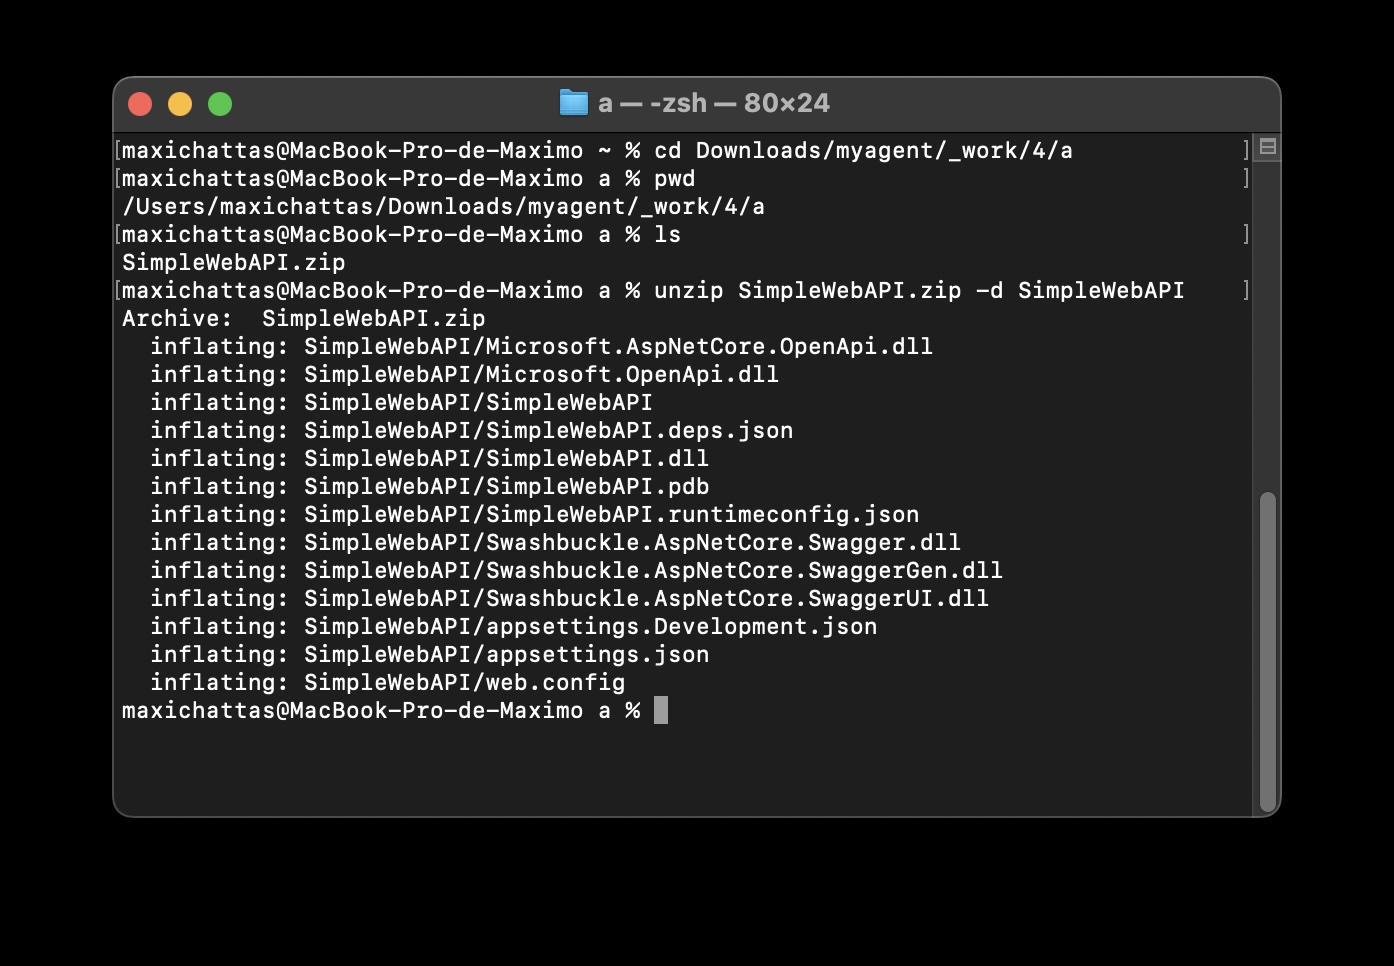 a — -zsh — 80×24
[maxichattas@MacBook-Pro-de-Maximo ~ % cd Downloads/myagent/_work/4/a ]
[maxichattas@MacBook-Pro-de-Maximo a % pwd ]
/Users/maxichattas/Downloads/myagent/_work/4/a
[maxichattas@MacBook-Pro-de-Maximo a % ls ]
SimpleWebAPI.zip
[maxichattas@MacBook-Pro-de-Maximo a % unzip SimpleWebAPI.zip -d SimpleWebAPI ]
Archive:  SimpleWebAPI.zip
  inflating: SimpleWebAPI/Microsoft.AspNetCore.OpenApi.dll
  inflating: SimpleWebAPI/Microsoft.OpenApi.dll
  inflating: SimpleWebAPI/SimpleWebAPI
  inflating: SimpleWebAPI/SimpleWebAPI.deps.json
  inflating: SimpleWebAPI/SimpleWebAPI.dll
  inflating: SimpleWebAPI/SimpleWebAPI.pdb
  inflating: SimpleWebAPI/SimpleWebAPI.runtimeconfig.json
  inflating: SimpleWebAPI/Swashbuckle.AspNetCore.Swagger.dll
  inflating: SimpleWebAPI/Swashbuckle.AspNetCore.SwaggerGen.dll
  inflating: SimpleWebAPI/Swashbuckle.AspNetCore.SwaggerUI.dll
  inflating: SimpleWebAPI/appsettings.Development.json
  inflating: SimpleWebAPI/appsettings.json
  inflating: SimpleWebAPI/web.config
maxichattas@MacBook-Pro-de-Maximo a %